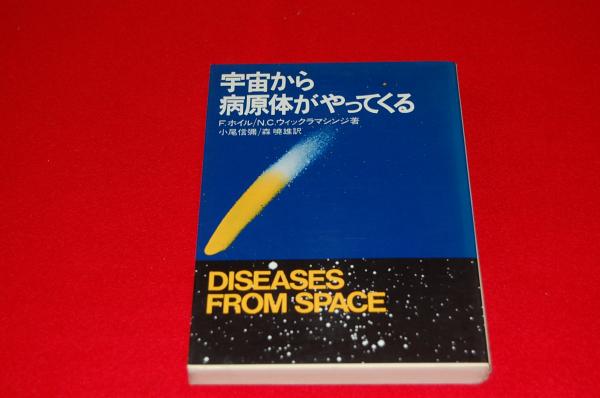 宇宙から
病原体がやってくる
F.ホイル/N.C.ウィックラマシンジ著
小尾信彌/森 暁雄訳
DISEASES
FROM SPACE